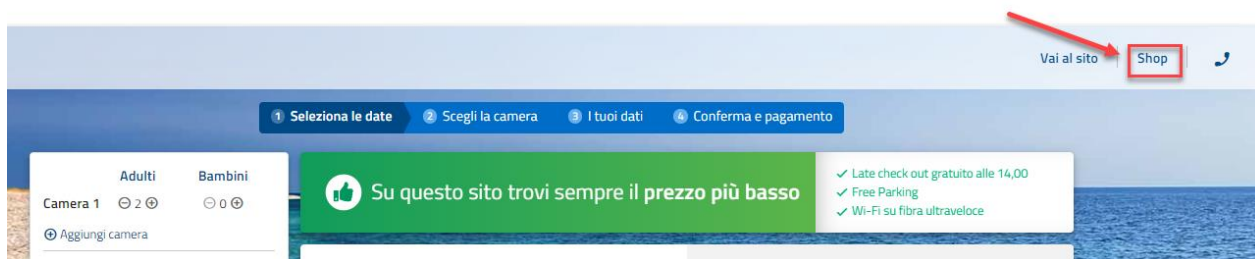 Vai al sito Shop
1 Seleziona le date 2 Scegli la camera 3 I tuoi dati 4 Conferma e pagamento
Adulti Bambini
Camera 1 2 0
Aggiungi camera
Su questo sito trovi sempre il prezzo più basso
Late check out gratuito alle 14,00
Free Parking
Wi-Fi su fibra ultraveloce